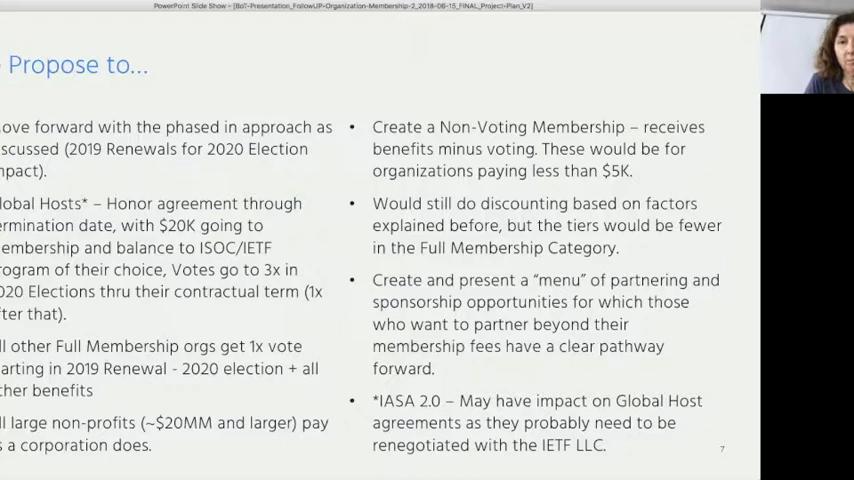 PowerPoint Slide Show - [BoT-Presentation_FollowUP-Organization-Membership-2_2018-06-15_FINAL_Project-Plan_V2]
Propose to...
ove forward with the phased in approach as
scussed (2019 Renewals for 2020 Election
mpact).
lobal Hosts* – Honor agreement through
ermination date, with $20K going to
embership and balance to ISOC/IETF
rogram of their choice, Votes go to 3x in
020 Elections thru their contractual term (1x
fter that).
ll other Full Membership orgs get 1x vote
arting in 2019 Renewal - 2020 election + all
ther benefits
ll large non-profits (~$20MM and larger) pay
s a corporation does.
• Create a Non-Voting Membership – receives
benefits minus voting. These would be for
organizations paying less than $5K.
• Would still do discounting based on factors
explained before, but the tiers would be fewer
in the Full Membership Category.
• Create and present a “menu” of partnering and
sponsorship opportunities for which those
who want to partner beyond their
membership fees have a clear pathway
forward.
• *IASA 2.0 – May have impact on Global Host
agreements as they probably need to be
renegotiated with the IETF LLC.
7